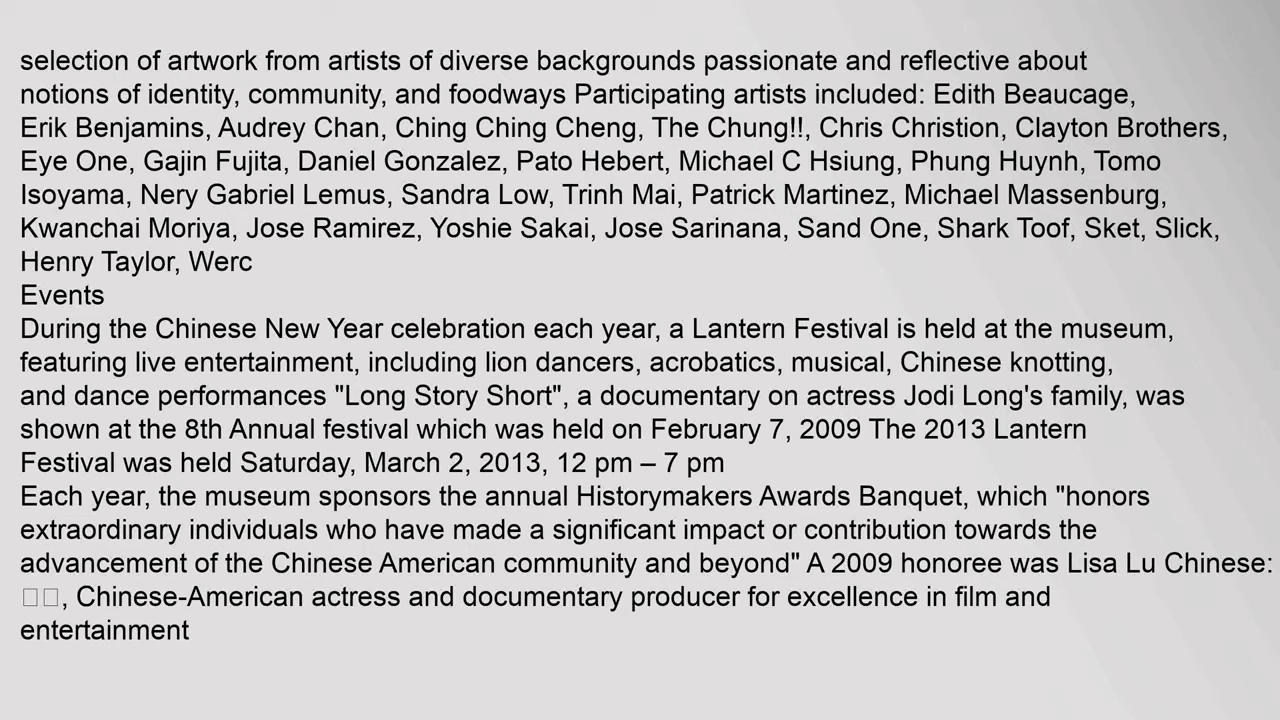 selection of artwork from artists of diverse backgrounds passionate and reflective about
notions of identity, community, and foodways Participating artists included: Edith Beaucage,
Erik Benjamins, Audrey Chan, Ching Ching Cheng, The Chung!!, Chris Christion, Clayton Brothers,
Eye One, Gajin Fujita, Daniel Gonzalez, Pato Hebert, Michael C Hsiung, Phung Huynh, Tomo
Isoyama, Nery Gabriel Lemus, Sandra Low, Trinh Mai, Patrick Martinez, Michael Massenburg,
Kwanchai Moriya, Jose Ramirez, Yoshie Sakai, Jose Sarinana, Sand One, Shark Toof, Sket, Slick,
Henry Taylor, Werc
Events
During the Chinese New Year celebration each year, a Lantern Festival is held at the museum,
featuring live entertainment, including lion dancers, acrobatics, musical, Chinese knotting,
and dance performances "Long Story Short", a documentary on actress Jodi Long's family, was
shown at the 8th Annual festival which was held on February 7, 2009 The 2013 Lantern
Festival was held Saturday, March 2, 2013, 12 pm – 7 pm
Each year, the museum sponsors the annual Historymakers Awards Banquet, which "honors
extraordinary individuals who have made a significant impact or contribution towards the
advancement of the Chinese American community and beyond" A 2009 honoree was Lisa Lu Chinese:
, Chinese-American actress and documentary producer for excellence in film and
entertainment